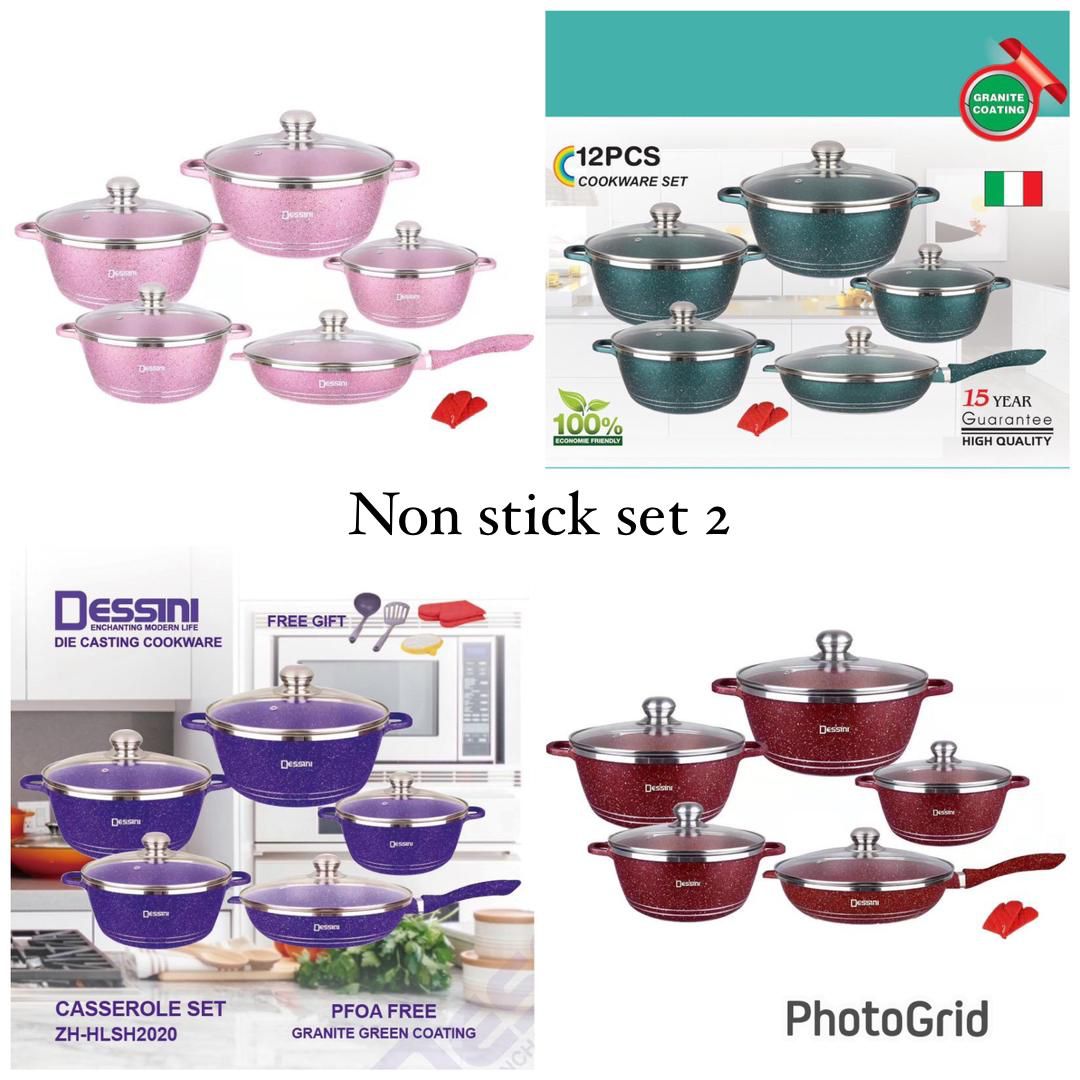 DESSINI
DESSINI
DESSINI
DESSINI
DESSINI
GRANITE
COATING
12PCS
COOKWARE SET
100%
ECONOMIE FRIENDLY
15 YEAR
Guarantee
HIGH QUALITY
Non stick set 2
DESSINI
ENCHANTING MODERN LIFE
DIE CASTING COOKWARE
FREE GIFT
DESSINI
DESSINI
DESSINI
DESSINI
DESSINI
CASSEROLE SET
ZH-HLSH2020
PFOA FREE
GRANITE GREEN COATING
DESSINI
DESSINI
DESSINI
DESSINI
DESSINI
PhotoGrid